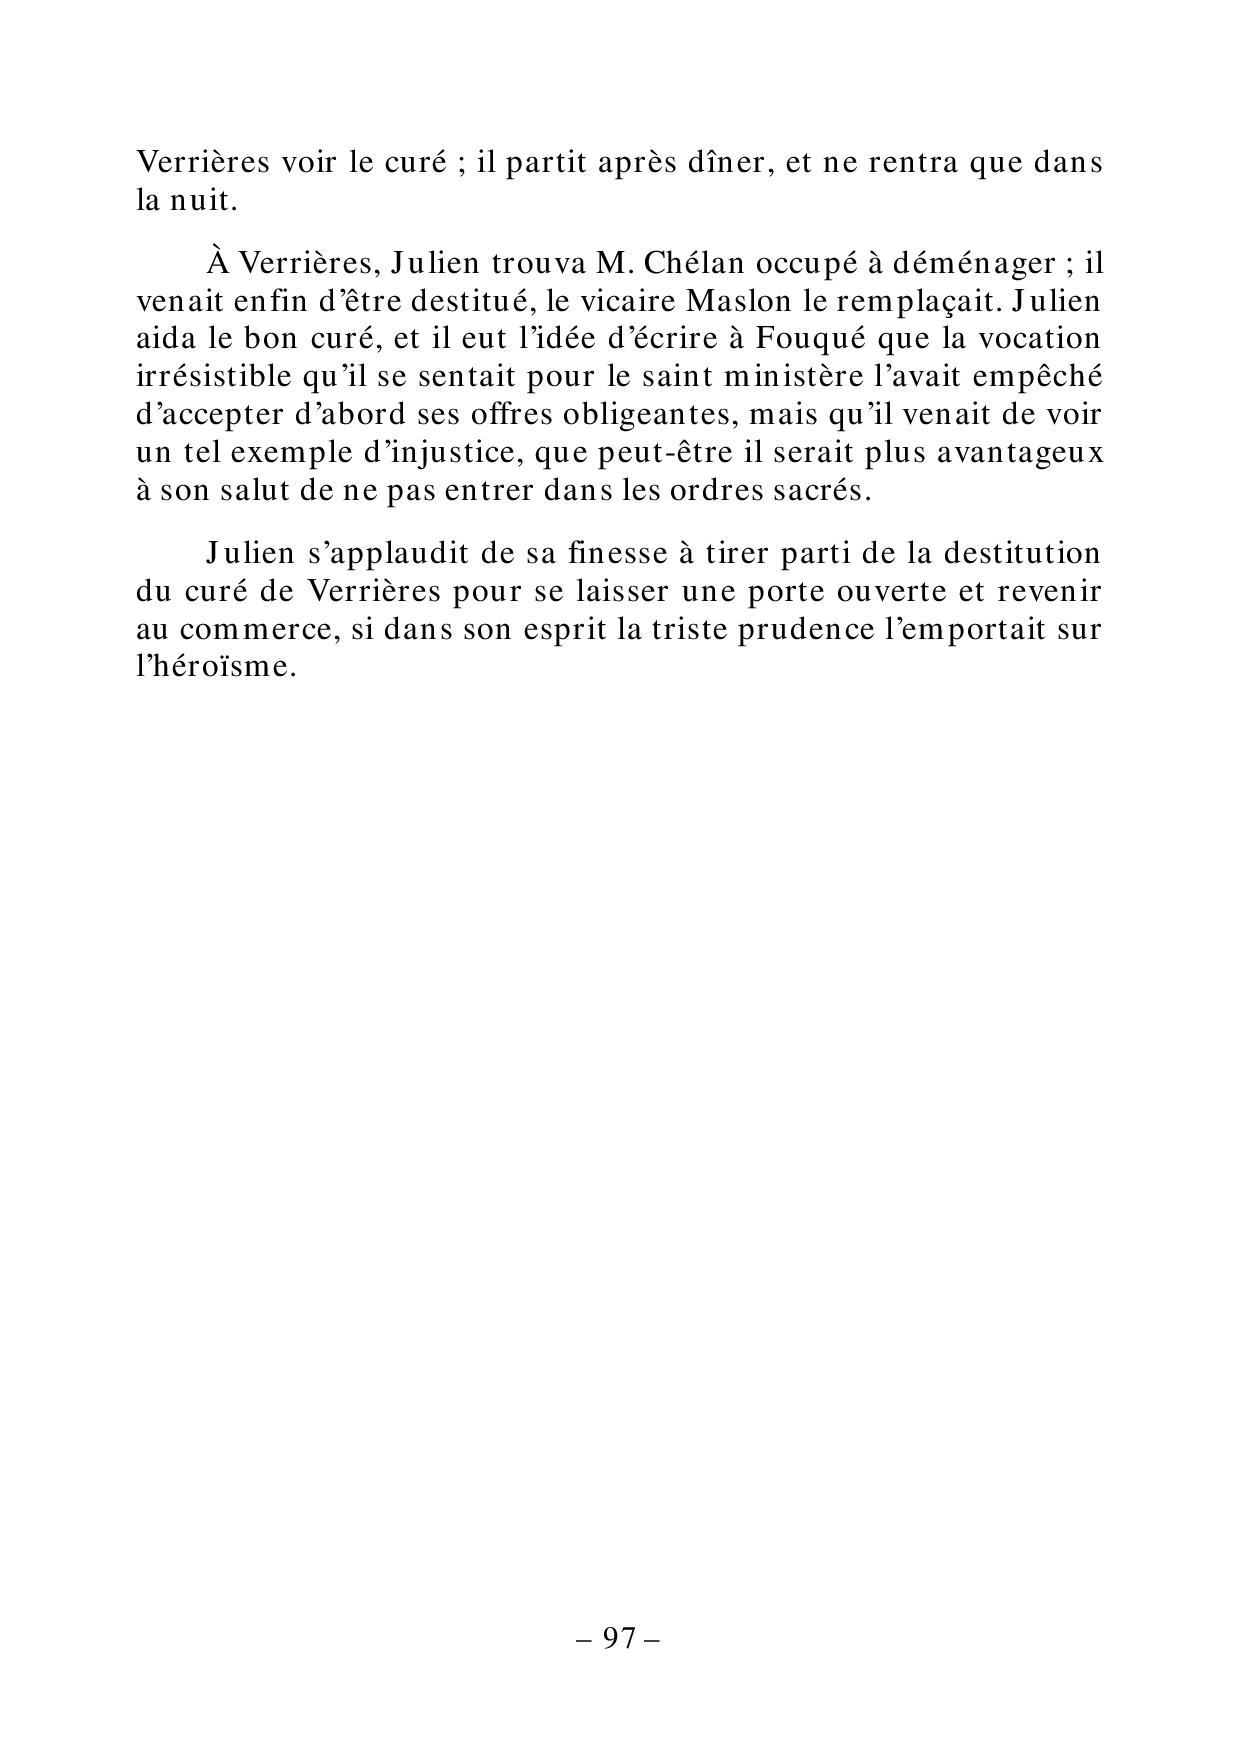 Verrières voir le curé ; il partit après dîner, et ne rentra que dans
la nuit.
À Verrières, Julien trouva M. Chélan occupé à déménager ; il
venait enfin d’être destitué, le vicaire Maslon le remplaçait. Julien
aida le bon curé, et il eut l’idée d’écrire à Fouqué que la vocation
irrésistible qu’il se sentait pour le saint ministère l’avait empêché
d’accepter d’abord ses offres obligeantes, mais qu’il venait de voir
un tel exemple d’injustice, que peut-être il serait plus avantageux
à son salut de ne pas entrer dans les ordres sacrés.
Julien s’applaudit de sa finesse à tirer parti de la destitution
du curé de Verrières pour se laisser une porte ouverte et revenir
au commerce, si dans son esprit la triste prudence l’emportait sur
l’héroïsme.
– 97 –